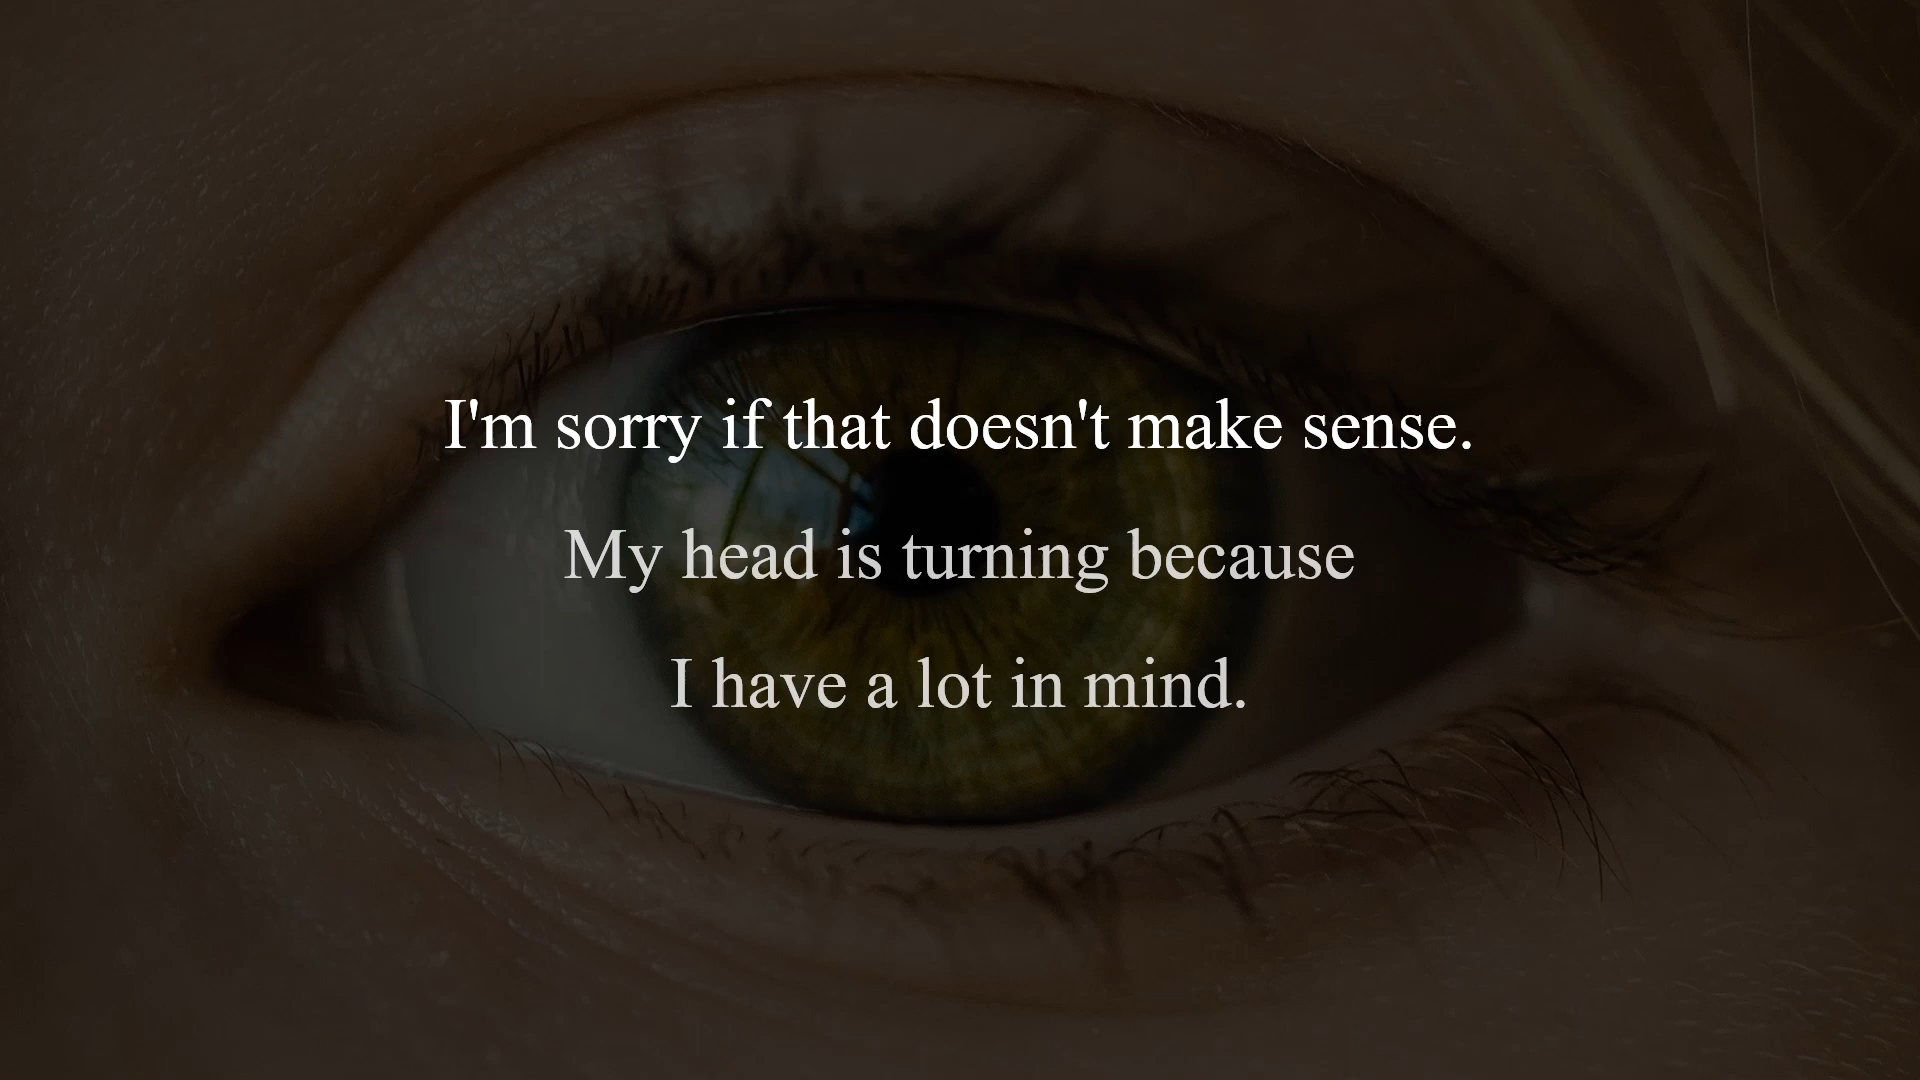 I'm sorry if that doesn't make sense.
My head is turning because
I have a lot in mind.